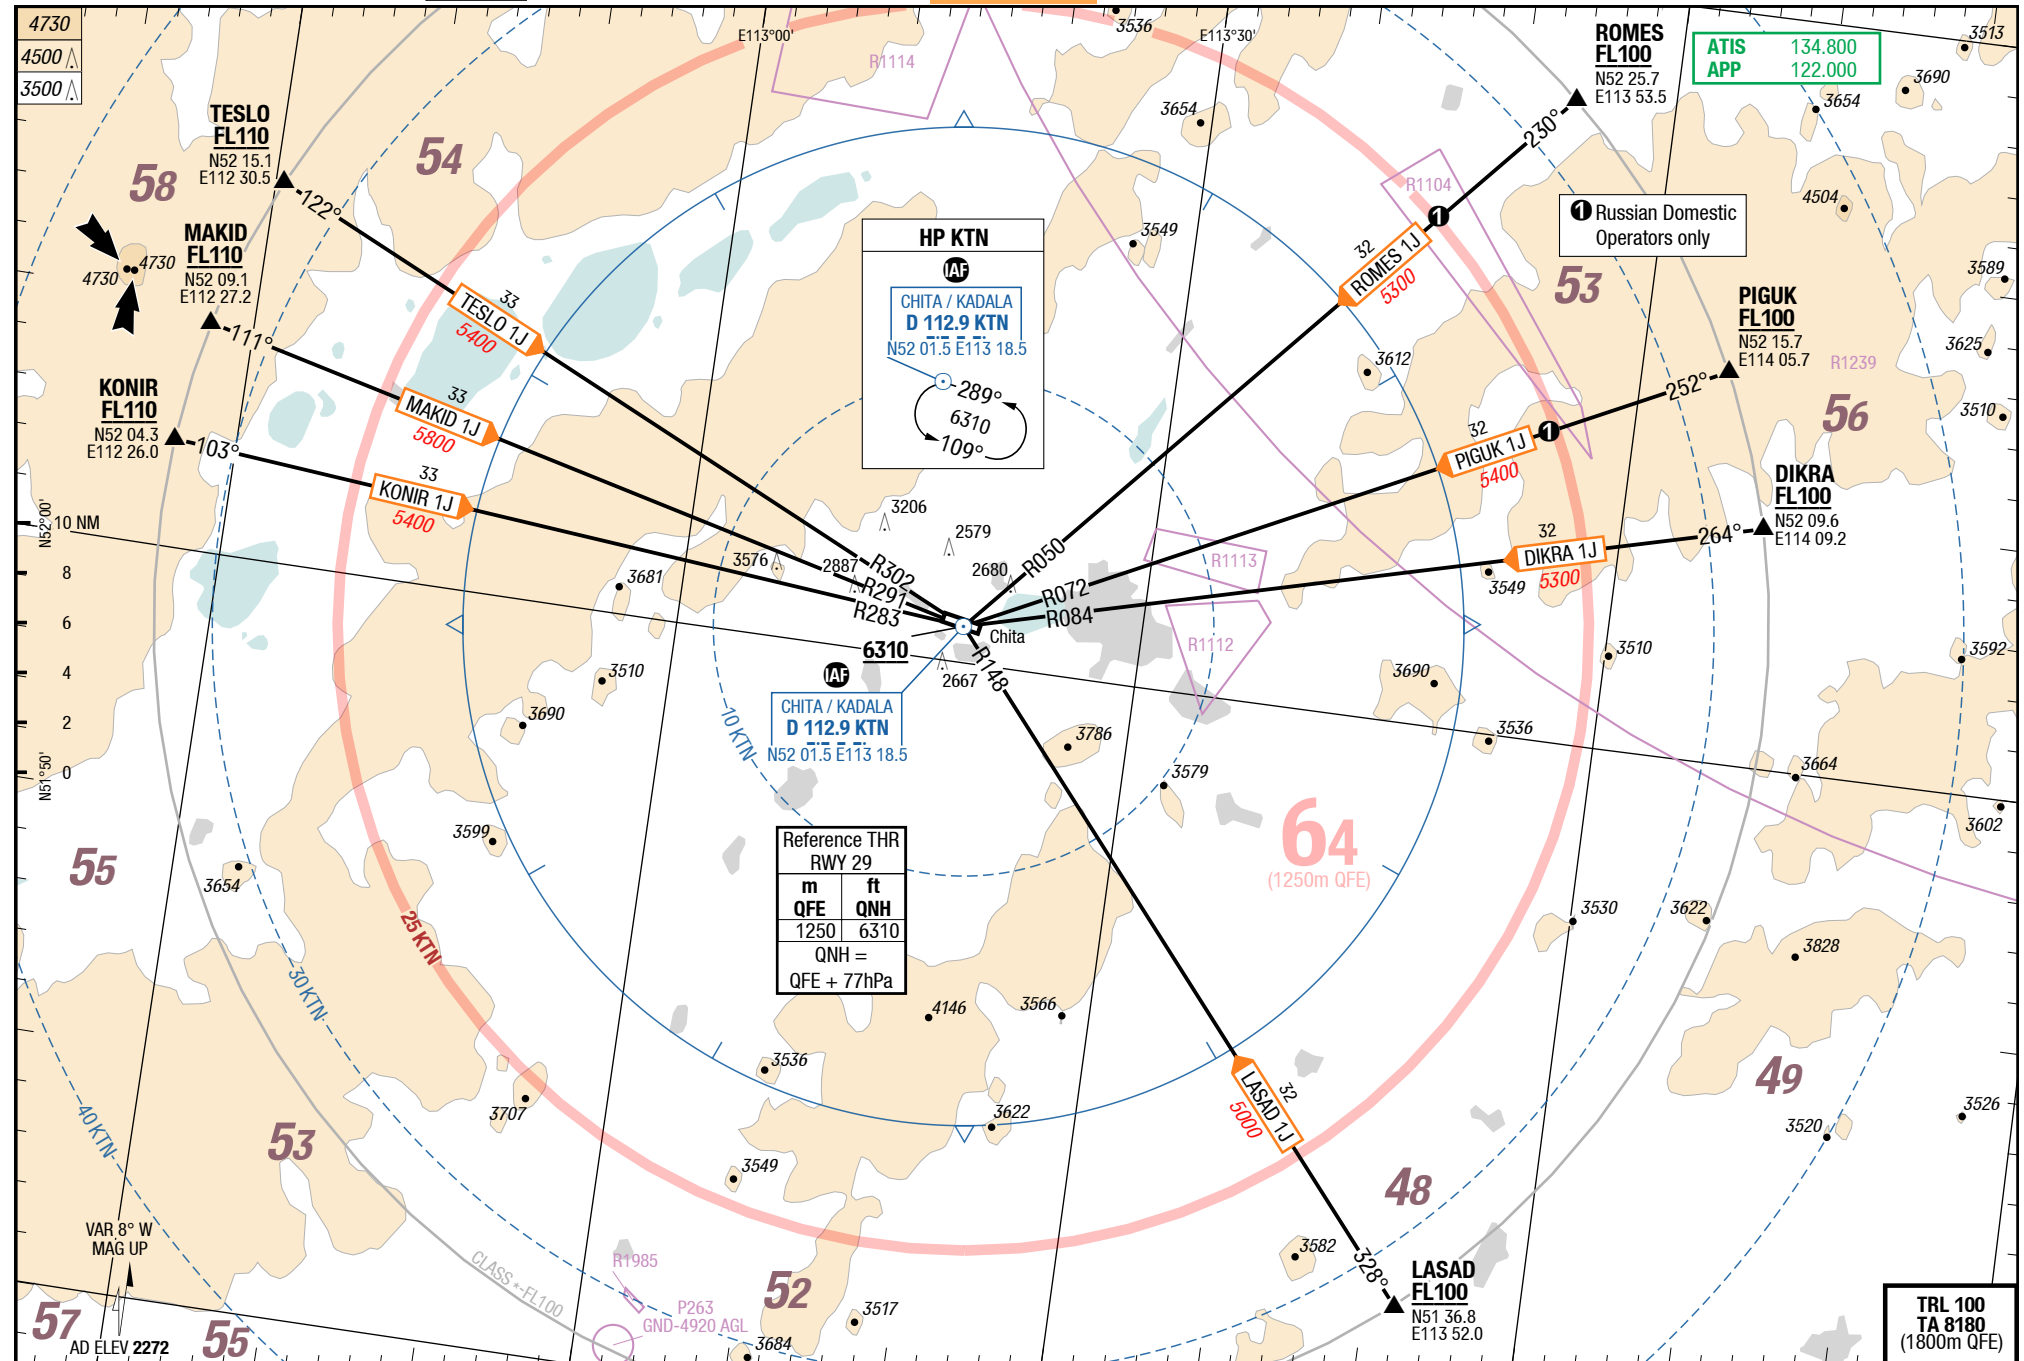 4730
4500
3500
E113°00'
3536
E113°30'
ROMES
FL100
N52 25.7
E113 53.5
ATIS 134.800
APP 122.000
3513
3690
3654
R1114
3654
TESLO
FL110
N52 15.1
E112 30.5
54
58
230°
122°
R1104
4504
1 Russian Domestic
Operators only
MAKID
FL110
N52 09.1
E112 27.2
4730
4730
HP KTN
IAF
CHITA / KADALA
D 112.9 KTN
N52 01.5 E113 18.5
289°
6310
109°
3549
1
32
ROMES 1J
5300
53
3589
33
TESLO 1J
5400
PIGUK
FL100
N52 15.7
E114 05.7
111°
3625
R1239
3612
KONIR
FL110
N52 04.3
E112 26.0
33
MAKID 1J
5800
252°
56
3510
103°
32
PIGUK 1J
5400
1
33
KONIR 1J
5400
DIKRA
FL100
N52 09.6
E114 09.2
N52°00'
10 NM
8
6
4
2
0
N51°50'
3206
2579
264°
32
DIKRA 1J
5300
3549
3576
2887
2680
R302
R291
R283
R050
R072
R084
R1113
3681
Chita
6310
R148
R1112
2667
IAF
CHITA / KADALA
D 112.9 KTN
N52 01.5 E113 18.5
3510
3690
3510
3592
3690
10 KTN
3786
3536
3579
3664
3602
3599
64
(1250m QFE)
55
3654
Reference THR
RWY 29
m ft
QFE QNH
1250 6310
QNH =
QFE + 77hPa
25 KTN
3530
3622
3828
30 KTN
4146
3566
3536
3707
49
32
LASAD 1J
5000
3622
3526
3520
40 KTN
53
3549
48
VAR 8° W
MAG UP
CLASS *-FL100
R1985
3582
328°
LASAD
FL100
N51 36.8
E113 52.0
52
P263
GND-4920 AGL
3517
57
55
AD ELEV 2272
3684
TRL 100
TA 8180
(1800m QFE)